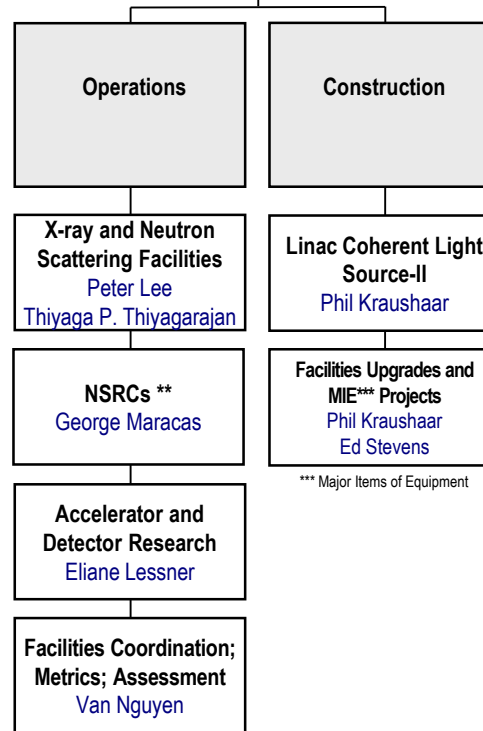 Operations
X-ray and Neutron
Scattering Facilities
Peter Lee
Thiyaga P. Thiyagarajan
NSRCs **
George Maracas
Accelerator and
Detector Research
Eliane Lessner
Facilities Coordination;
Metrics; Assessment
Van Nguyen
Construction
Linac Coherent Light
Source-II
Phil Kraushaar
Facilities Upgrades and
MIE*** Projects
Phil Kraushaar
Ed Stevens
*** Major Items of Equipment